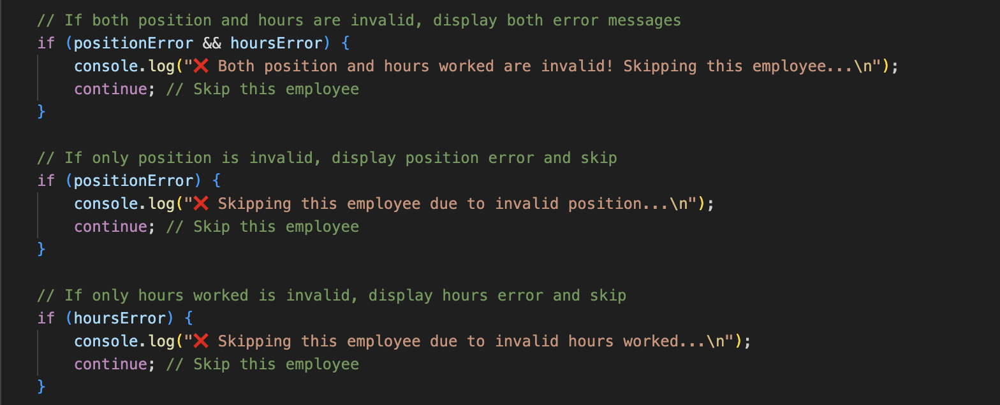 // If both position and hours are invalid, display both error messages
if (positionError && hoursError) {
    console.log("❌ Both position and hours worked are invalid! Skipping this employee...\n");
    continue; // Skip this employee
}

// If only position is invalid, display position error and skip
if (positionError) {
    console.log("❌ Skipping this employee due to invalid position...\n");
    continue; // Skip this employee
}

// If only hours worked is invalid, display hours error and skip
if (hoursError) {
    console.log("❌ Skipping this employee due to invalid hours worked...\n");
    continue; // Skip this employee
}